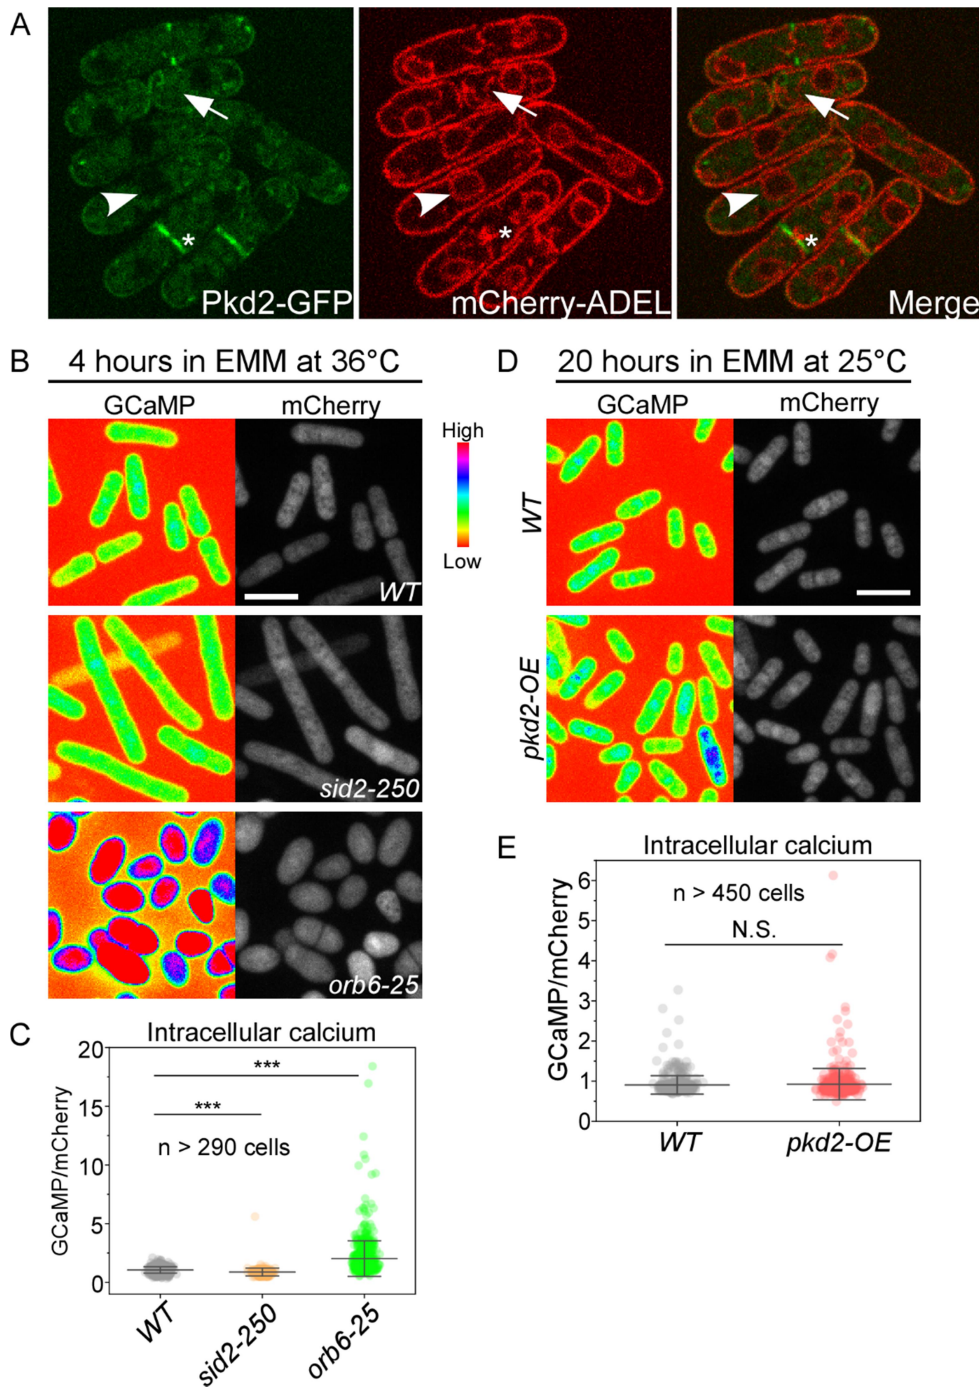 A
Pkd2-GFP
mCherry-ADEL
Merge
*
*
*
B
4 hours in EMM at 36°C
GCaMP
mCherry
High
Low
WT
sid2-250
orb6-25
D
20 hours in EMM at 25°C
GCaMP
mCherry
WT
pkd2-OE
C
Intracellular calcium
GCaMP/mCherry
20
15
10
5
0
***
***
n > 290 cells
WT
sid2-250
orb6-25
E
Intracellular calcium
GCaMP/mCherry
6
5
4
3
2
1
0
n > 450 cells
N.S.
WT
pkd2-OE